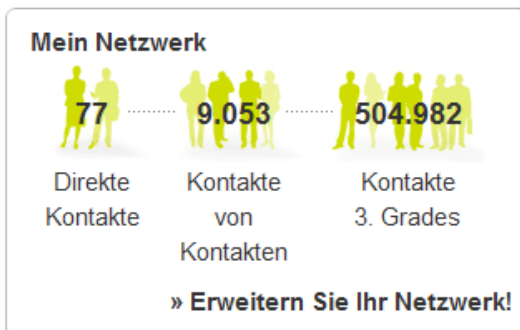 Mein Netzwerk
77 9.053 504.982
Direkte Kontakte Kontakte
Kontakte von 3. Grades
Kontakten
» Erweitern Sie Ihr Netzwerk!